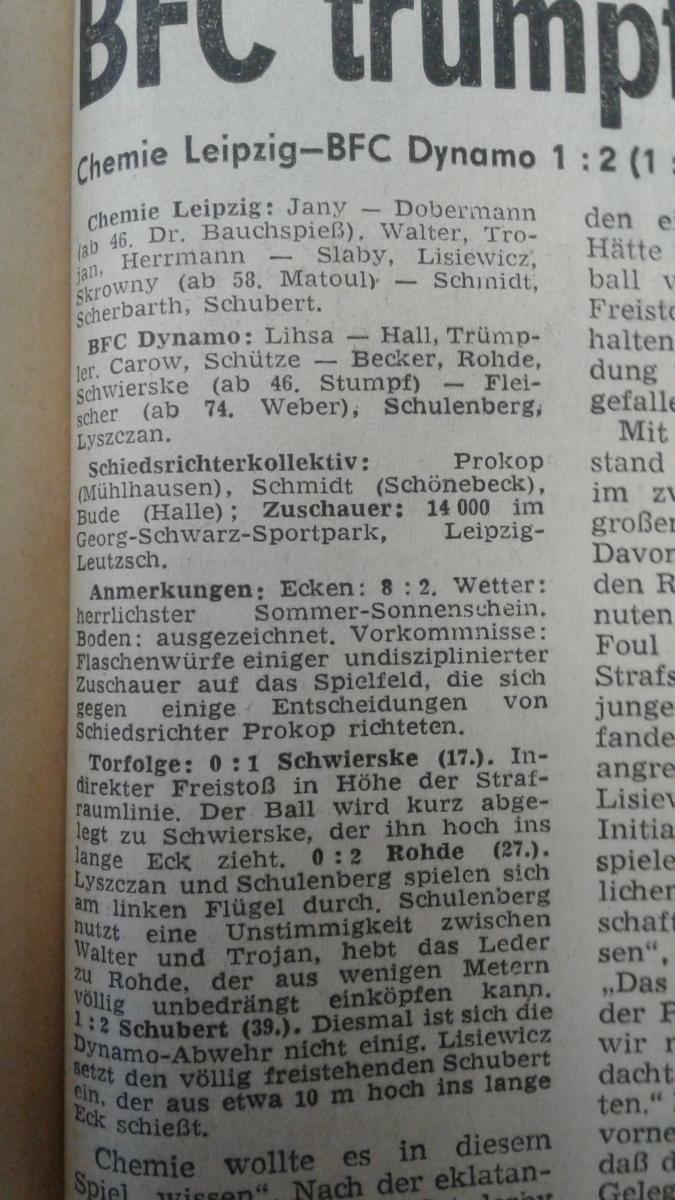 BFC trumpf
Chemie Leipzig—BFC Dynamo 1 : 2 (1 :
Chemie Leipzig: Jany — Dobermann
(ab 46. Dr. Bauchspieß), Walter, Tro-
jan, Herrmann — Slaby, Lisiewicz,
Skrowny (ab 58. Matoul) — Schmidt,
Scherbarth, Schubert.
BFC Dynamo: Lihsa — Hall, Trümp-
ler, Carow, Schütze — Becker, Rohde,
Schwierske (ab 46. Stumpf) — Flei-
scher (ab 74. Weber), Schulenberg,
Lyszczan.
Schiedsrichterkollektiv: Prokop
(Mühlhausen), Schmidt (Schönebeck),
Bude (Halle); Zuschauer: 14 000 im
Georg-Schwarz-Sportpark, Leipzig-
Leutzsch.
Anmerkungen: Ecken: 8 : 2. Wetter:
herrlichster Sommer-Sonnenschein.
Boden: ausgezeichnet. Vorkommnisse:
Flaschenwürfe einiger undisziplinierter
Zuschauer auf das Spielfeld, die sich
gegen einige Entscheidungen von
Schiedsrichter Prokop richteten.
Torfolge: 0 : 1 Schwierske (17.). In-
direkter Freistoß in Höhe der Straf-
raumlinie. Der Ball wird kurz abge-
legt zu Schwierske, der ihn hoch ins
lange Eck zieht. 0 : 2 Rohde (27.).
Lyszczan und Schulenberg spielen sich
am linken Flügel durch. Schulenberg
nutzt eine Unstimmigkeit zwischen
Walter und Trojan, hebt das Leder
zu Rohde, der aus wenigen Metern
völlig unbedrängt einköpfen kann.
1 : 2 Schubert (39.). Diesmal ist sich die
Dynamo-Abwehr nicht einig. Lisiewicz
setzt den völlig freistehenden Schubert
ein, der aus etwa 10 m hoch ins lange
Eck schießt.
Chemie wollte es in diesem
Spiel „wissen“. Nach der eklatan-
den e
Hätte
ball v
Freisto
halten
dung
gefalle
Mit
stand
im zw
großen
Davor
den R
nuten
Foul
Strafs
junge
fande
angre
Lisiev
Initia
spiele
licher
schaft
sen“,
„Das
der F
wir n
dacht
ten.“
vorne
daß d
Geleg